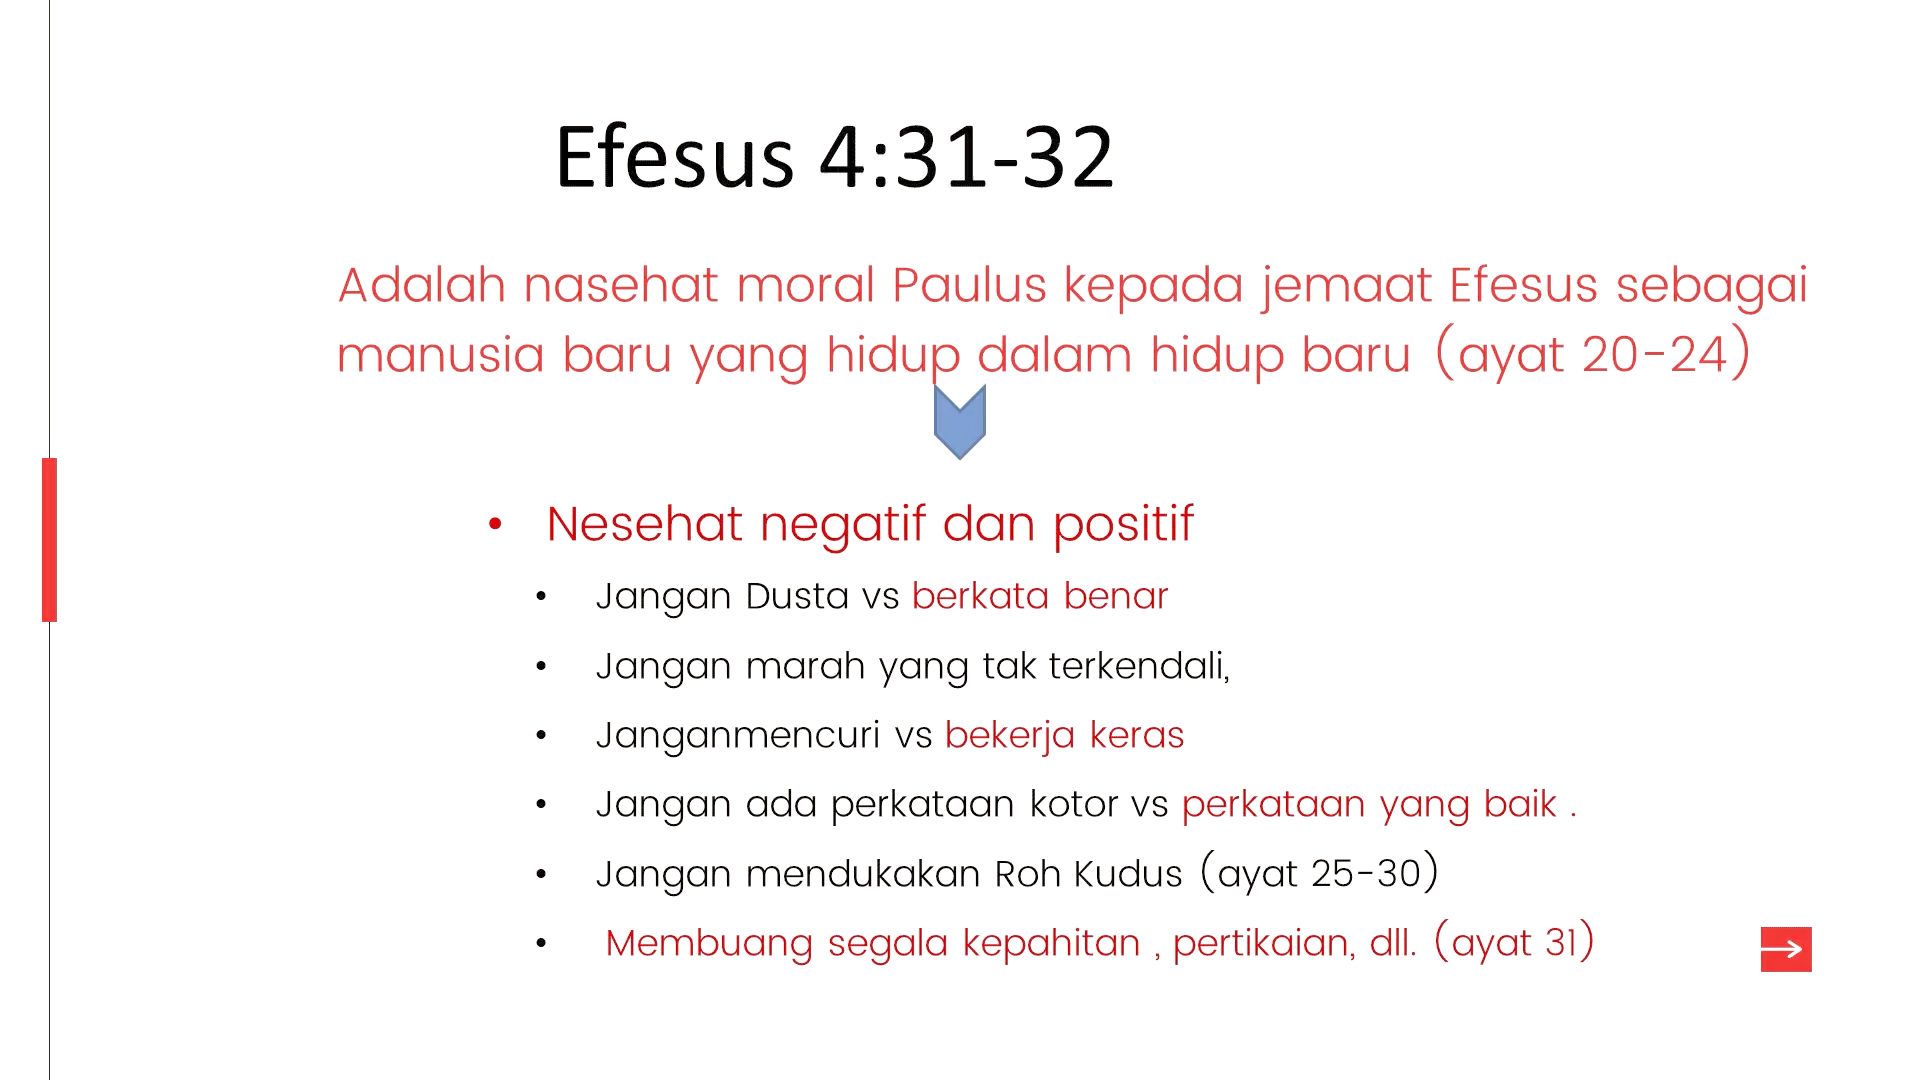 Efesus 4:31-32
Adalah nasehat moral Paulus kepada jemaat Efesus sebagai
manusia baru yang hidup dalam hidup baru (ayat 20-24)
• Nesehat negatif dan positif
• Jangan Dusta vs berkata benar
• Jangan marah yang tak terkendali,
• Janganmencuri vs bekerja keras
• Jangan ada perkataan kotor vs perkataan yang baik .
• Jangan mendukakan Roh Kudus (ayat 25-30)
• Membuang segala kepahitan , pertikaian, dll. (ayat 31)